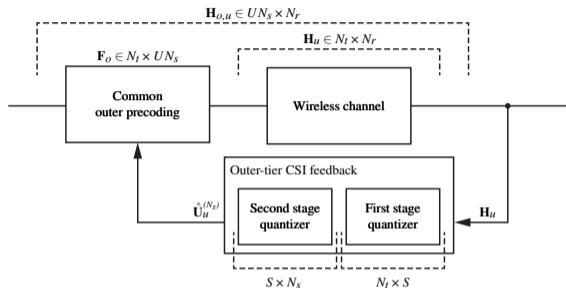 H_{o,u} ∈ UN_s × N_r
H_u ∈ N_t × N_r
F_o ∈ N_t × UN_s
Common
outer precoding
Wireless channel
Outer-tier CSI feedback
Second stage
quantizer
First stage
quantizer
Û_u^{(N_s)}
H_u
S × N_s
N_t × S